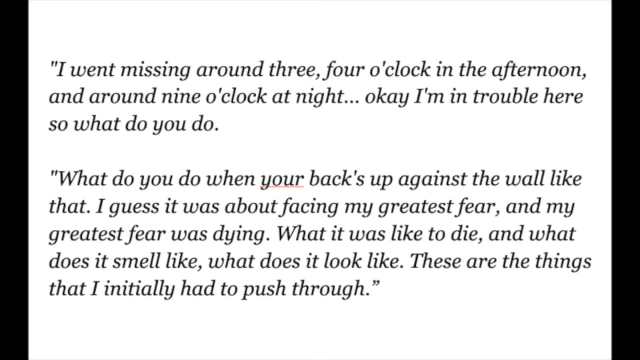 "I went missing around three, four o'clock in the afternoon,
and around nine o'clock at night... okay I'm in trouble here
so what do you do.
"What do you do when your back's up against the wall like
that. I guess it was about facing my greatest fear, and my
greatest fear was dying. What it was like to die, and what
does it smell like, what does it look like. These are the things
that I initially had to push through.”